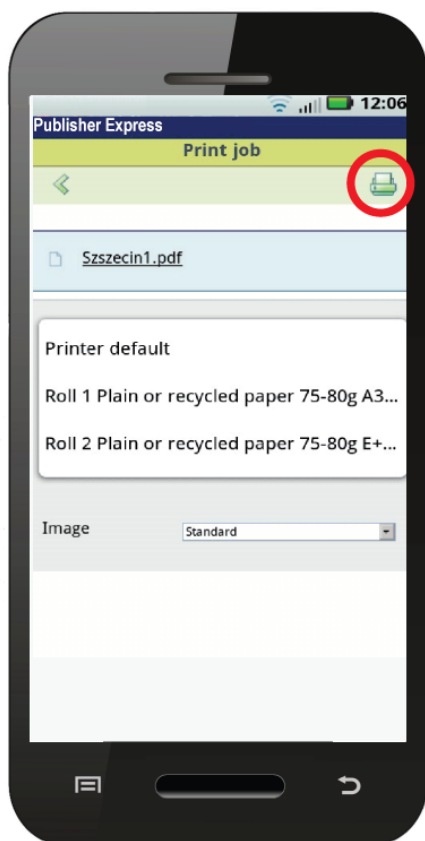 12:06
Publisher Express
Print job
Szszecin1.pdf
Printer default
Roll 1 Plain or recycled paper 75-80g A3...
Roll 2 Plain or recycled paper 75-80g E+...
Image Standard